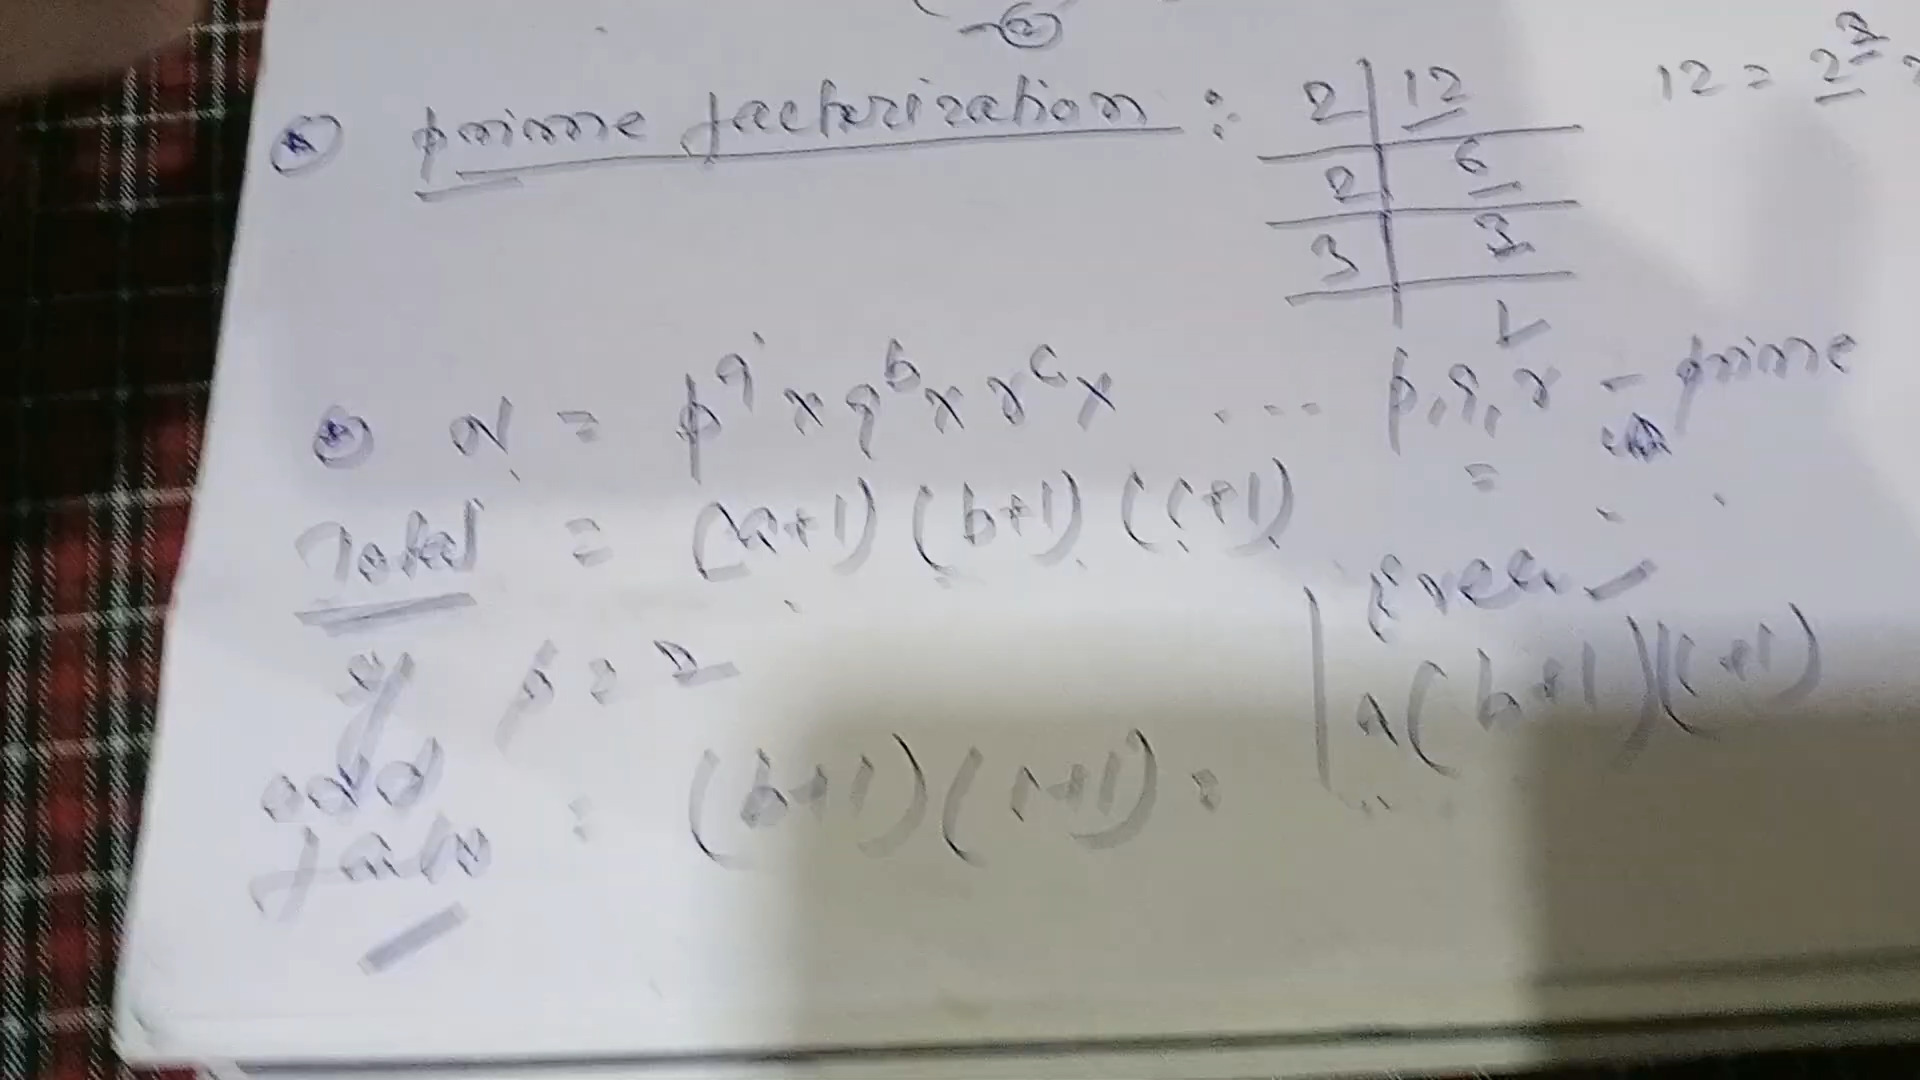 prime factorization :
2 | 12
2 | 6
3 | 3
1
12 = 2
N = p^a x q^b x r^c x .... p, q, r - prime
Total = (a+1) (b+1) (c+1)
if p = 2
Even
a(b+1)(c+1)
odd = (b+1)(c+1)